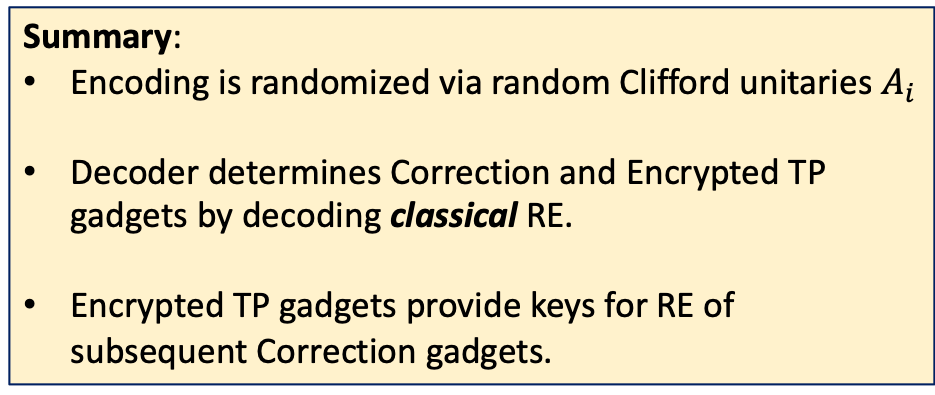 Summary:
• Encoding is randomized via random Clifford unitaries $A_i$
• Decoder determines Correction and Encrypted TP
gadgets by decoding classical RE.
• Encrypted TP gadgets provide keys for RE of
subsequent Correction gadgets.